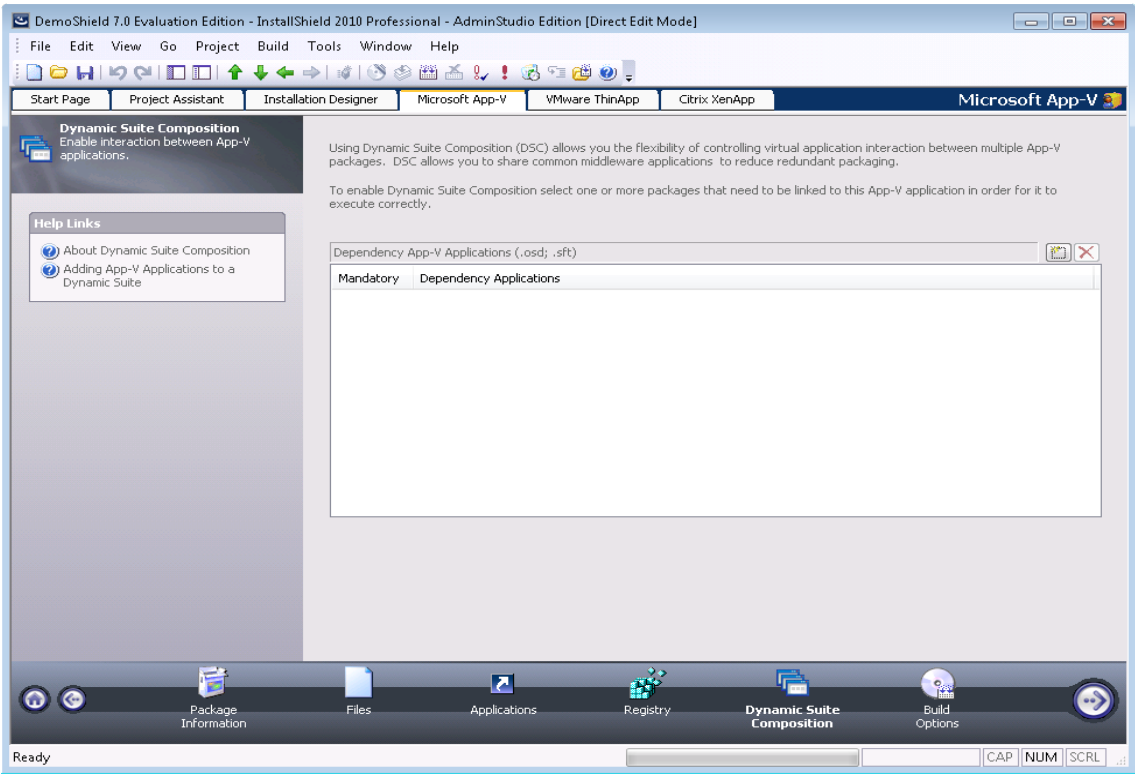 DemoShield 7.0 Evaluation Edition - InstallShield 2010 Professional - AdminStudio Edition [Direct Edit Mode]
File Edit View Go Project Build Tools Window Help
Start Page Project Assistant Installation Designer Microsoft App-V VMware ThinApp Citrix XenApp Microsoft App-V
Dynamic Suite Composition
Enable interaction between App-V
applications.
Help Links
About Dynamic Suite Composition
Adding App-V Applications to a
Dynamic Suite
Using Dynamic Suite Composition (DSC) allows you the flexibility of controlling virtual application interaction between multiple App-V
packages. DSC allows you to share common middleware applications to reduce redundant packaging.
To enable Dynamic Suite Composition select one or more packages that need to be linked to this App-V application in order for it to
execute correctly.
Dependency App-V Applications (.osd; .sft)
Mandatory Dependency Applications
Package
Information
Files
Applications
Registry
Dynamic Suite
Composition
Build
Options
Ready CAP NUM SCRL